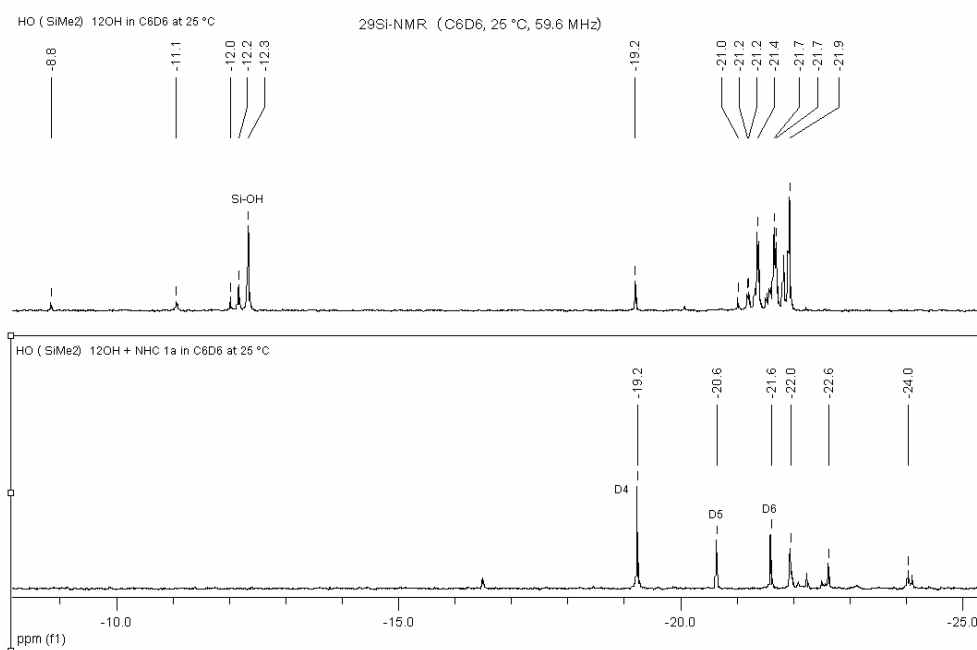 HO ( SiMe2) 12OH in C6D6 at 25 °C
29Si-NMR (C6D6, 25 °C, 59.6 MHz)
-8.8
-11.1
-12.0
-12.2
-12.3
-19.2
-21.0
-21.2
-21.2
-21.4
-21.7
-21.7
-21.9
Si-OH
HO ( SiMe2) 12OH + NHC 1a in C6D6 at 25 °C
-19.2
-20.6
-21.6
-22.0
-22.6
-24.0
D4
D5
D6
-10.0
-15.0
-20.0
-25.0
ppm (f1)